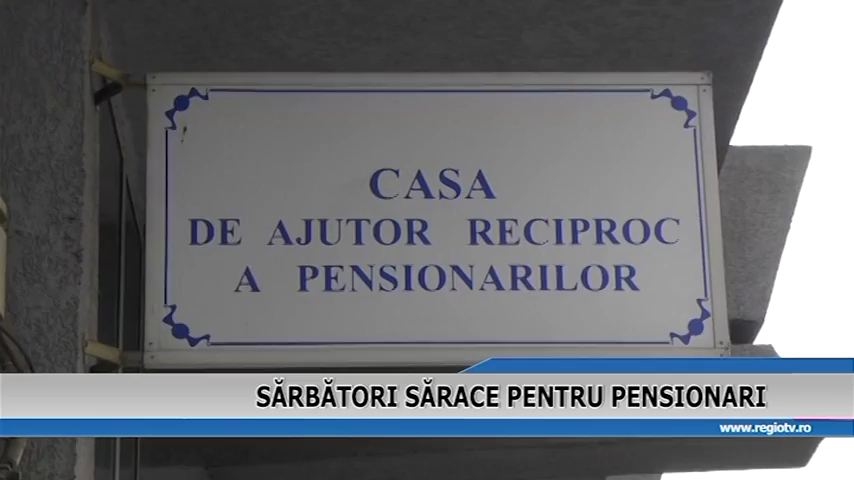 CASA
DE AJUTOR RECIPROC
A PENSIONARILOR
SĂRBĂTORI SĂRACE PENTRU PENSIONARI
www.regiotv.ro